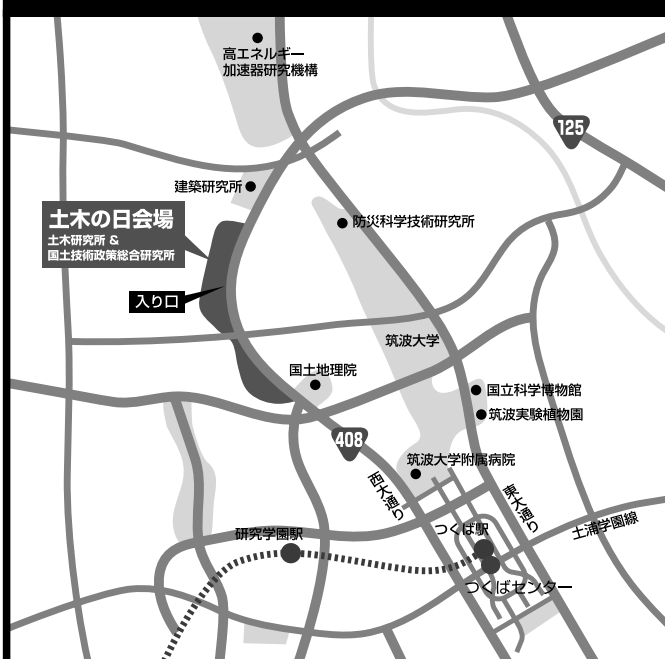 高エネルギー
加速器研究機構
125
建築研究所
土木の日会場
土木研究所 &
国土技術政策総合研究所
防災科学技術研究所
入り口
筑波大学
国土地理院
国立科学博物館
筑波実験植物園
408
筑波大学附属病院
西大通り
東大通り
つくば駅
土浦学園線
研究学園駅
つくばセンター